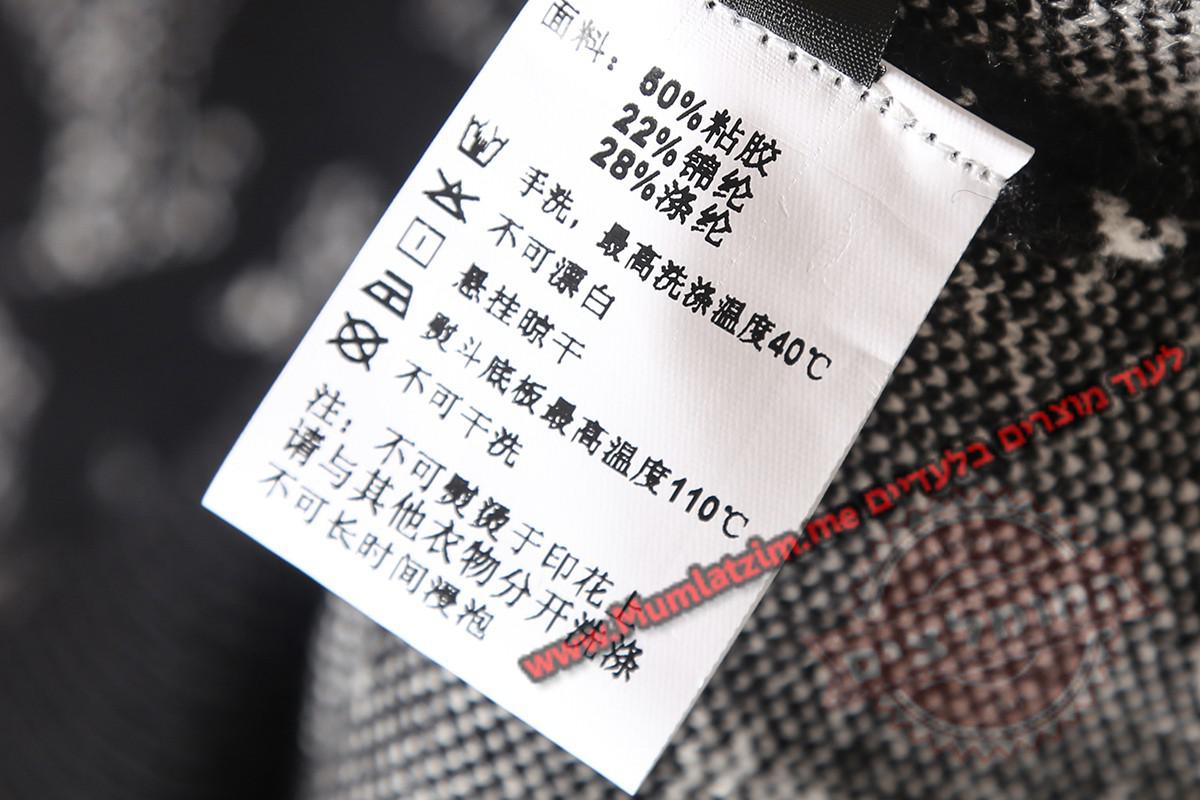 面料：
50%粘胶
22%锦纶
28%涤纶
手洗，最高洗涤温度40℃
不可漂白
悬挂晾干
熨斗底板最高温度110℃
不可干洗
注：不可熨烫于印花上
请与其他衣物分开洗涤
不可长时间浸泡
www.Mumlatzim.me לעוד מוצרים בלעדיים
המומלצים